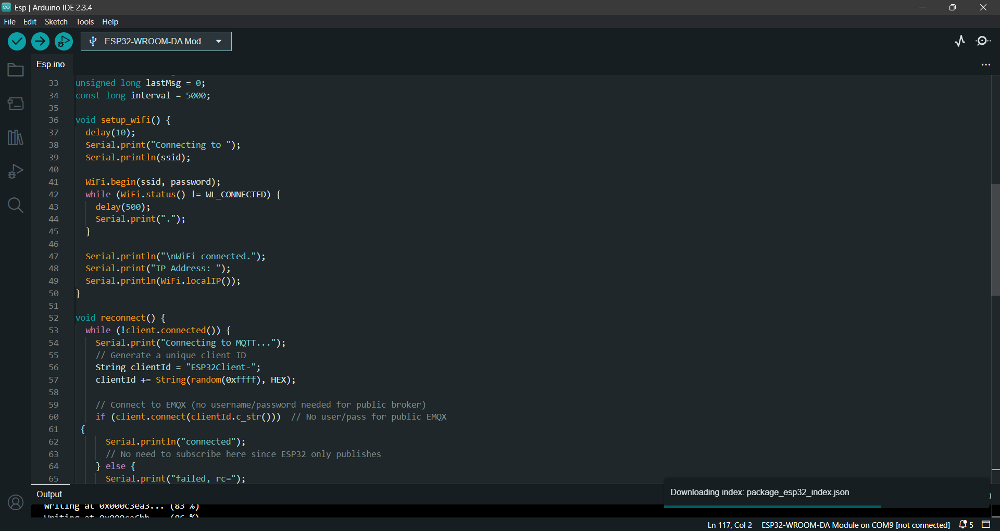 Esp | Arduino IDE 2.3.4
File Edit Sketch Tools Help
ESP32-WROOM-DA Mod...
Esp.ino
33 unsigned long lastMsg = 0;
34 const long interval = 5000;
35
36 void setup_wifi() {
37 delay(10);
38 Serial.print("Connecting to ");
39 Serial.println(ssid);
40
41 WiFi.begin(ssid, password);
42 while (WiFi.status() != WL_CONNECTED) {
43 delay(500);
44 Serial.print(".");
45 }
46
47 Serial.println("\nWiFi connected.");
48 Serial.print("IP Address: ");
49 Serial.println(WiFi.localIP());
50 }
51
52 void reconnect() {
53 while (!client.connected()) {
54 Serial.print("Connecting to MQTT...");
55 // Generate a unique client ID
56 String clientId = "ESP32Client-";
57 clientId += String(random(0xffff), HEX);
58
59 // Connect to EMQX (no username/password needed for public broker)
60 if (client.connect(clientId.c_str())) // No user/pass for public EMQX
61 {
62 Serial.println("connected");
63 // No need to subscribe here since ESP32 only publishes
64 } else {
65 Serial.print("failed, rc=");
Output
Downloading index: package_esp32_index.json
Writing at 0x000c3ea3... (83 %)
Ln 117, Col 2 ESP32-WROOM-DA Module on COM9 [not connected] 5